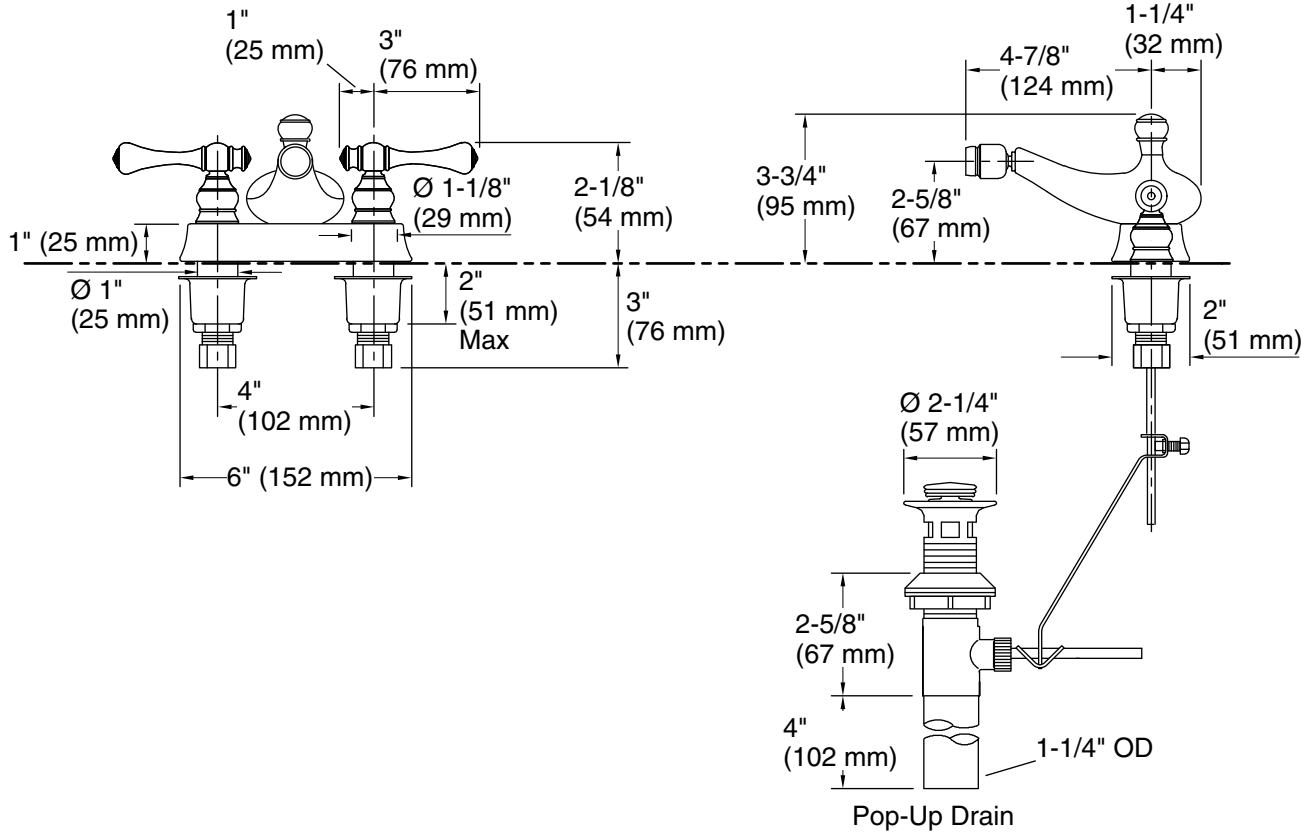 1"
(25 mm)
3"
(76 mm)
Ø 1-1/8"
(29 mm)
2-1/8"
(54 mm)
1" (25 mm)
Ø 1"
(25 mm)
2"
(51 mm)
Max
3"
(76 mm)
4"
(102 mm)
6" (152 mm)
1-1/4"
(32 mm)
4-7/8"
(124 mm)
3-3/4"
(95 mm)
2-5/8"
(67 mm)
2"
(51 mm)
Ø 2-1/4"
(57 mm)
2-5/8"
(67 mm)
4"
(102 mm)
1-1/4" OD
Pop-Up Drain